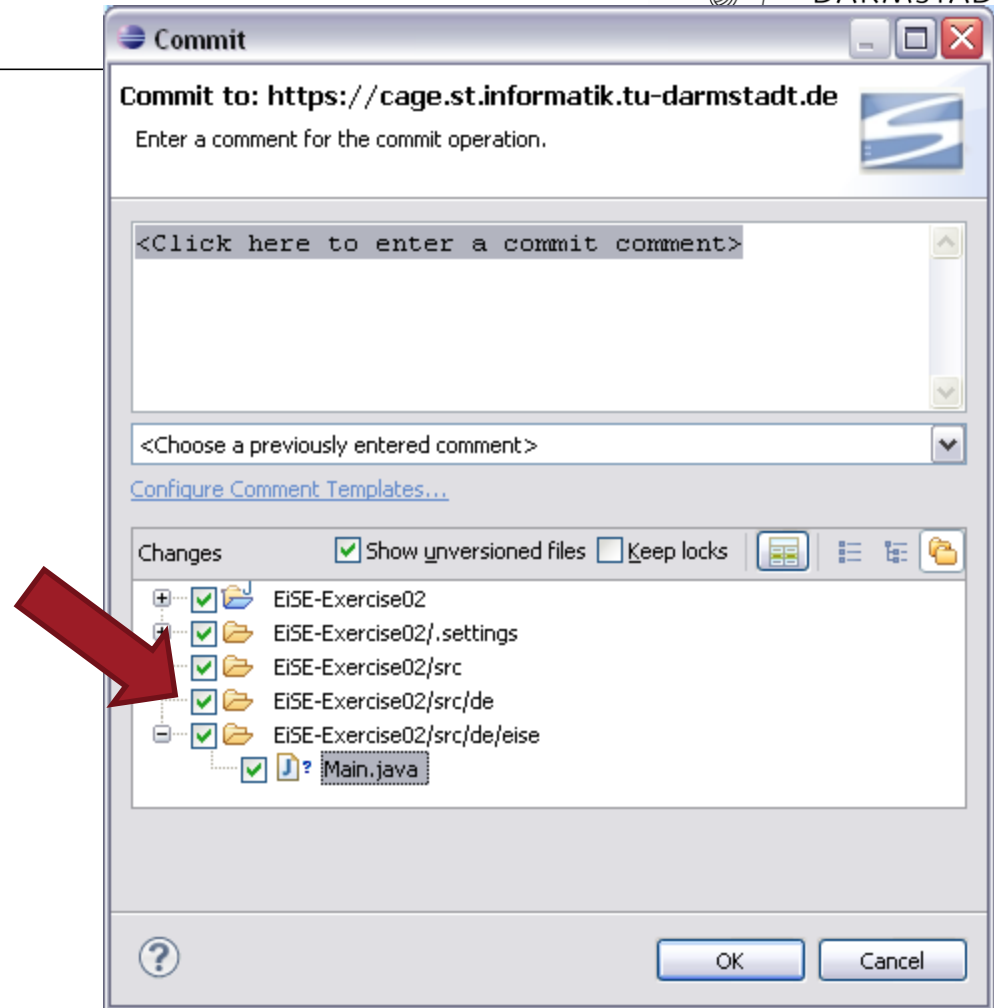 Commit
Commit to: https://cage.st.informatik.tu-darmstadt.de
Enter a comment for the commit operation.
<Click here to enter a commit comment>
<Choose a previously entered comment>
Configure Comment Templates...
Changes Show unversioned files Keep locks
EiSE-Exercise02
EiSE-Exercise02/.settings
EiSE-Exercise02/src
EiSE-Exercise02/src/de
EiSE-Exercise02/src/de/eise
Main.java
OK Cancel